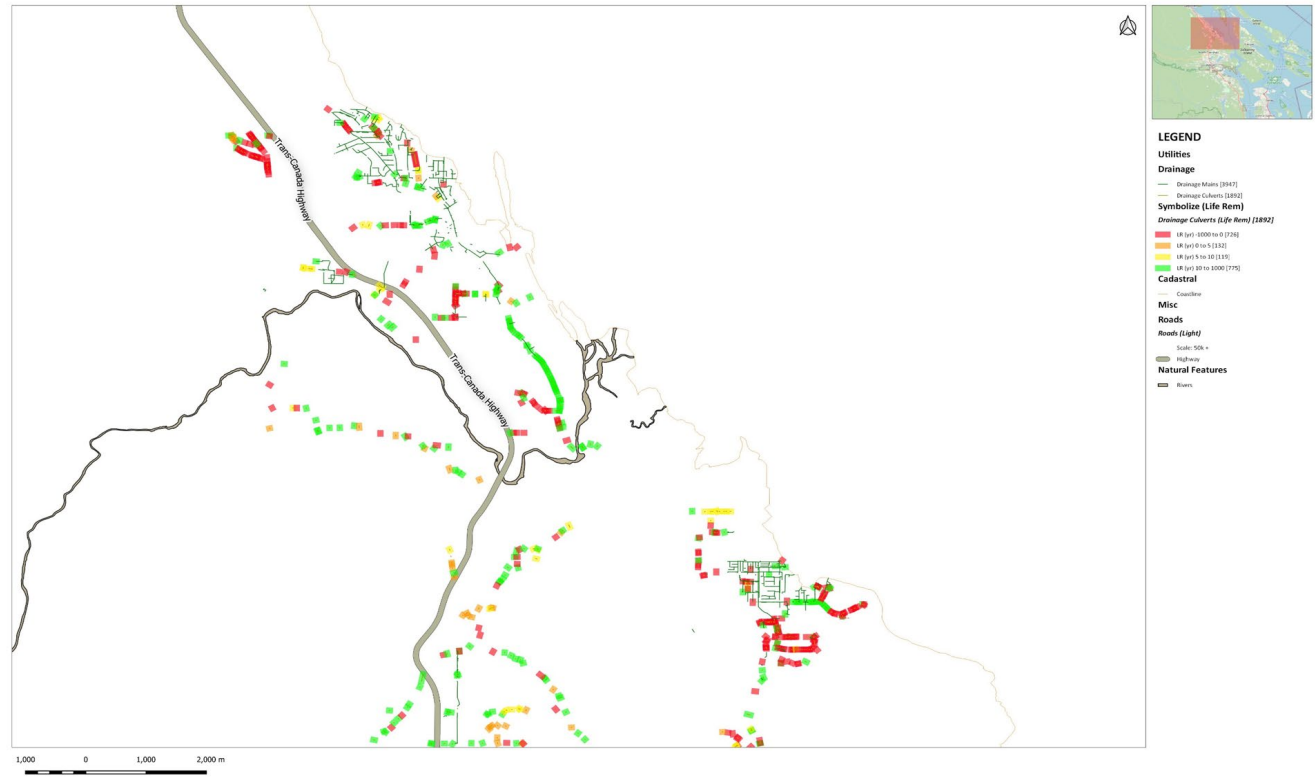 Trans-Canada Highway
Trans-Canada Highway
1,000 0 1,000 2,000 m
LEGEND
Utilities
Drainage
Drainage Mains [3947]
Drainage Culverts [1892]
Symbolize (Life Rem)
Drainage Culverts (Life Rem) [1892]
LR (yr) -1000 to 0 [726]
LR (yr) 0 to 5 [132]
LR (yr) 5 to 10 [119]
LR (yr) 10 to 1000 [775]
Cadastral
Coastline
Misc
Roads
Roads (Light)
Scale: 50k +
Highway
Natural Features
Rivers